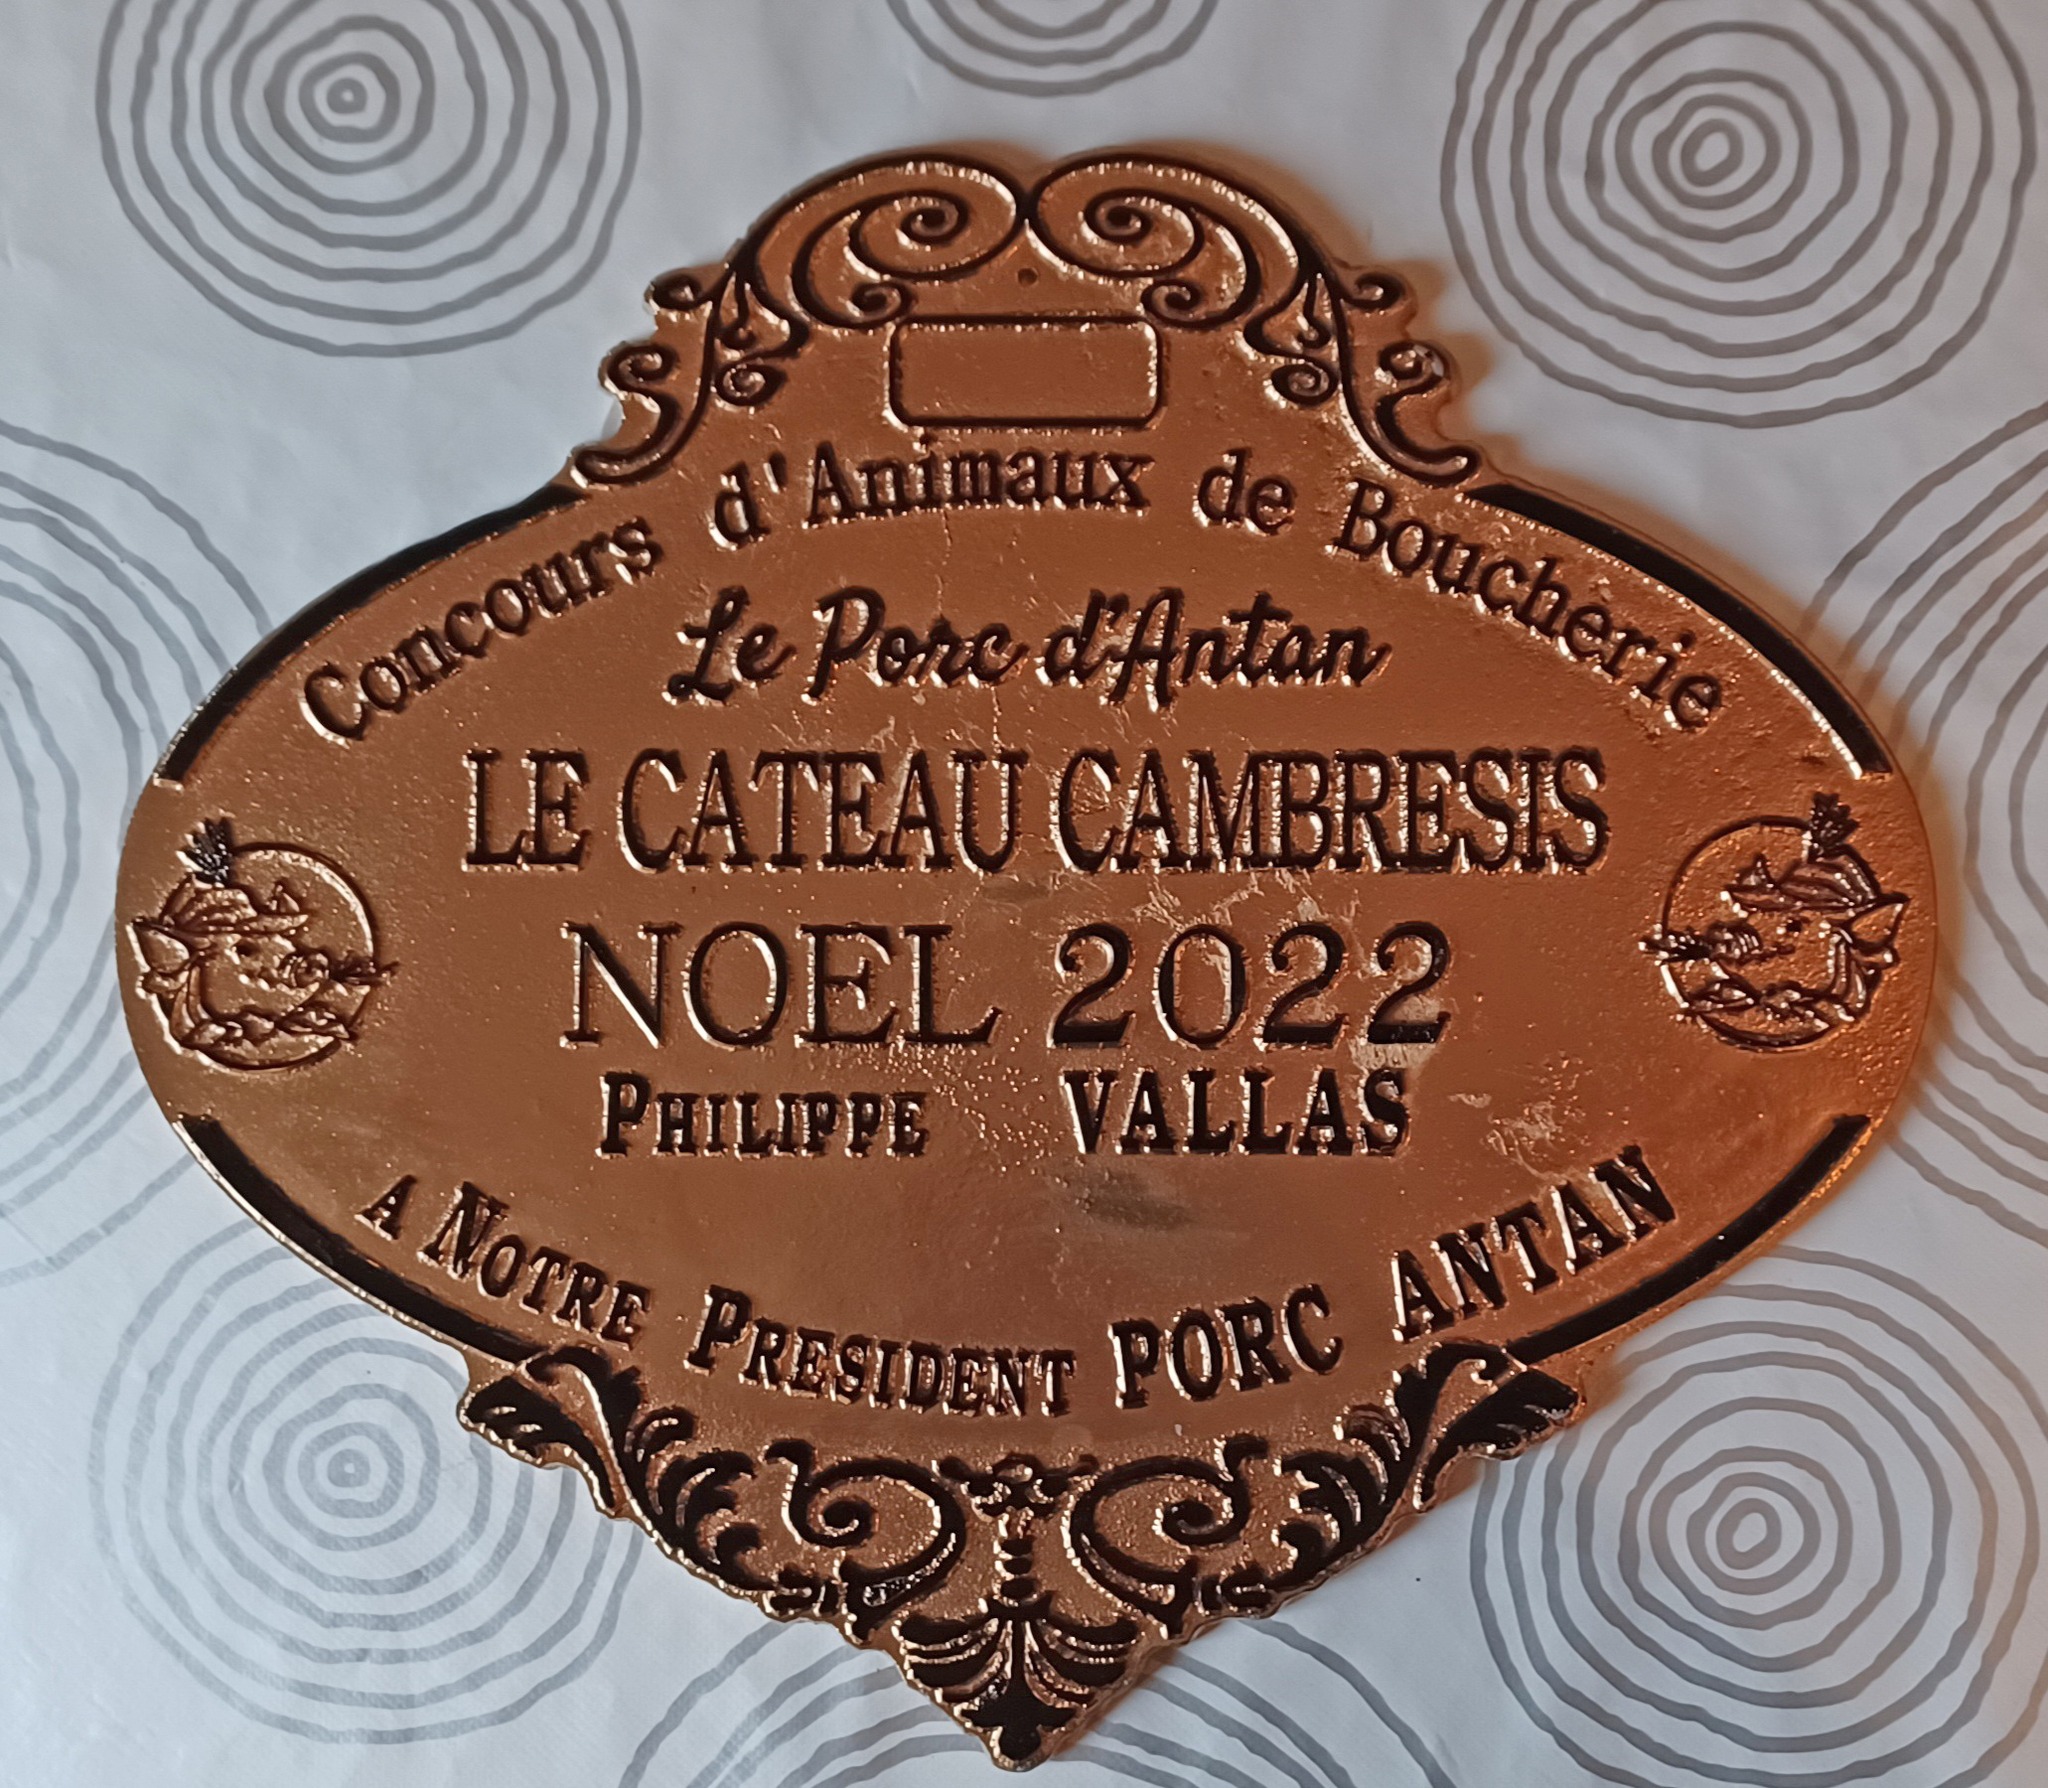 Concours d'Animaux de Boucherie
Le Porc d'Antan
LE CATEAU CAMBRESIS
NOEL 2022
PHILIPPE VALLAS
A NOTRE PRESIDENT PORC ANTAN